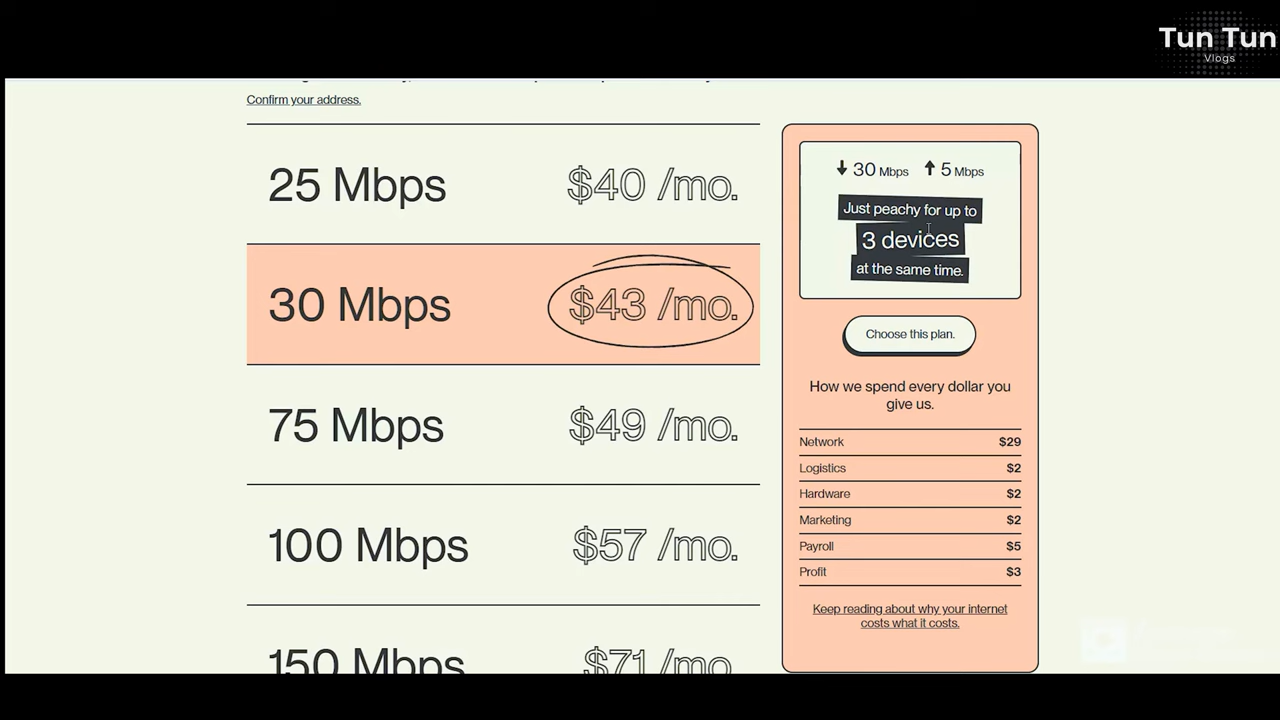 Tun Tun
Vlogs
Confirm your address.
25 Mbps $40 /mo.
30 Mbps $43 /mo.
75 Mbps $49 /mo.
100 Mbps $57 /mo.
150 Mbps $71 /mo.
30 Mbps 5 Mbps
Just peachy for up to
3 devices
at the same time.
Choose this plan.
How we spend every dollar you
give us.
Network $29
Logistics $2
Hardware $2
Marketing $2
Payroll $5
Profit $3
Keep reading about why your internet
costs what it costs.